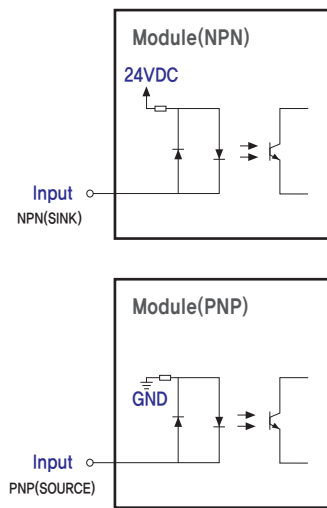 Module(NPN)
24VDC
Input
NPN(SINK)
Module(PNP)
GND
Input
PNP(SOURCE)